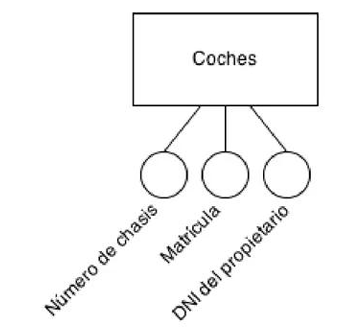 Coches
Número de chasis
Matrícula
DNI del propietario